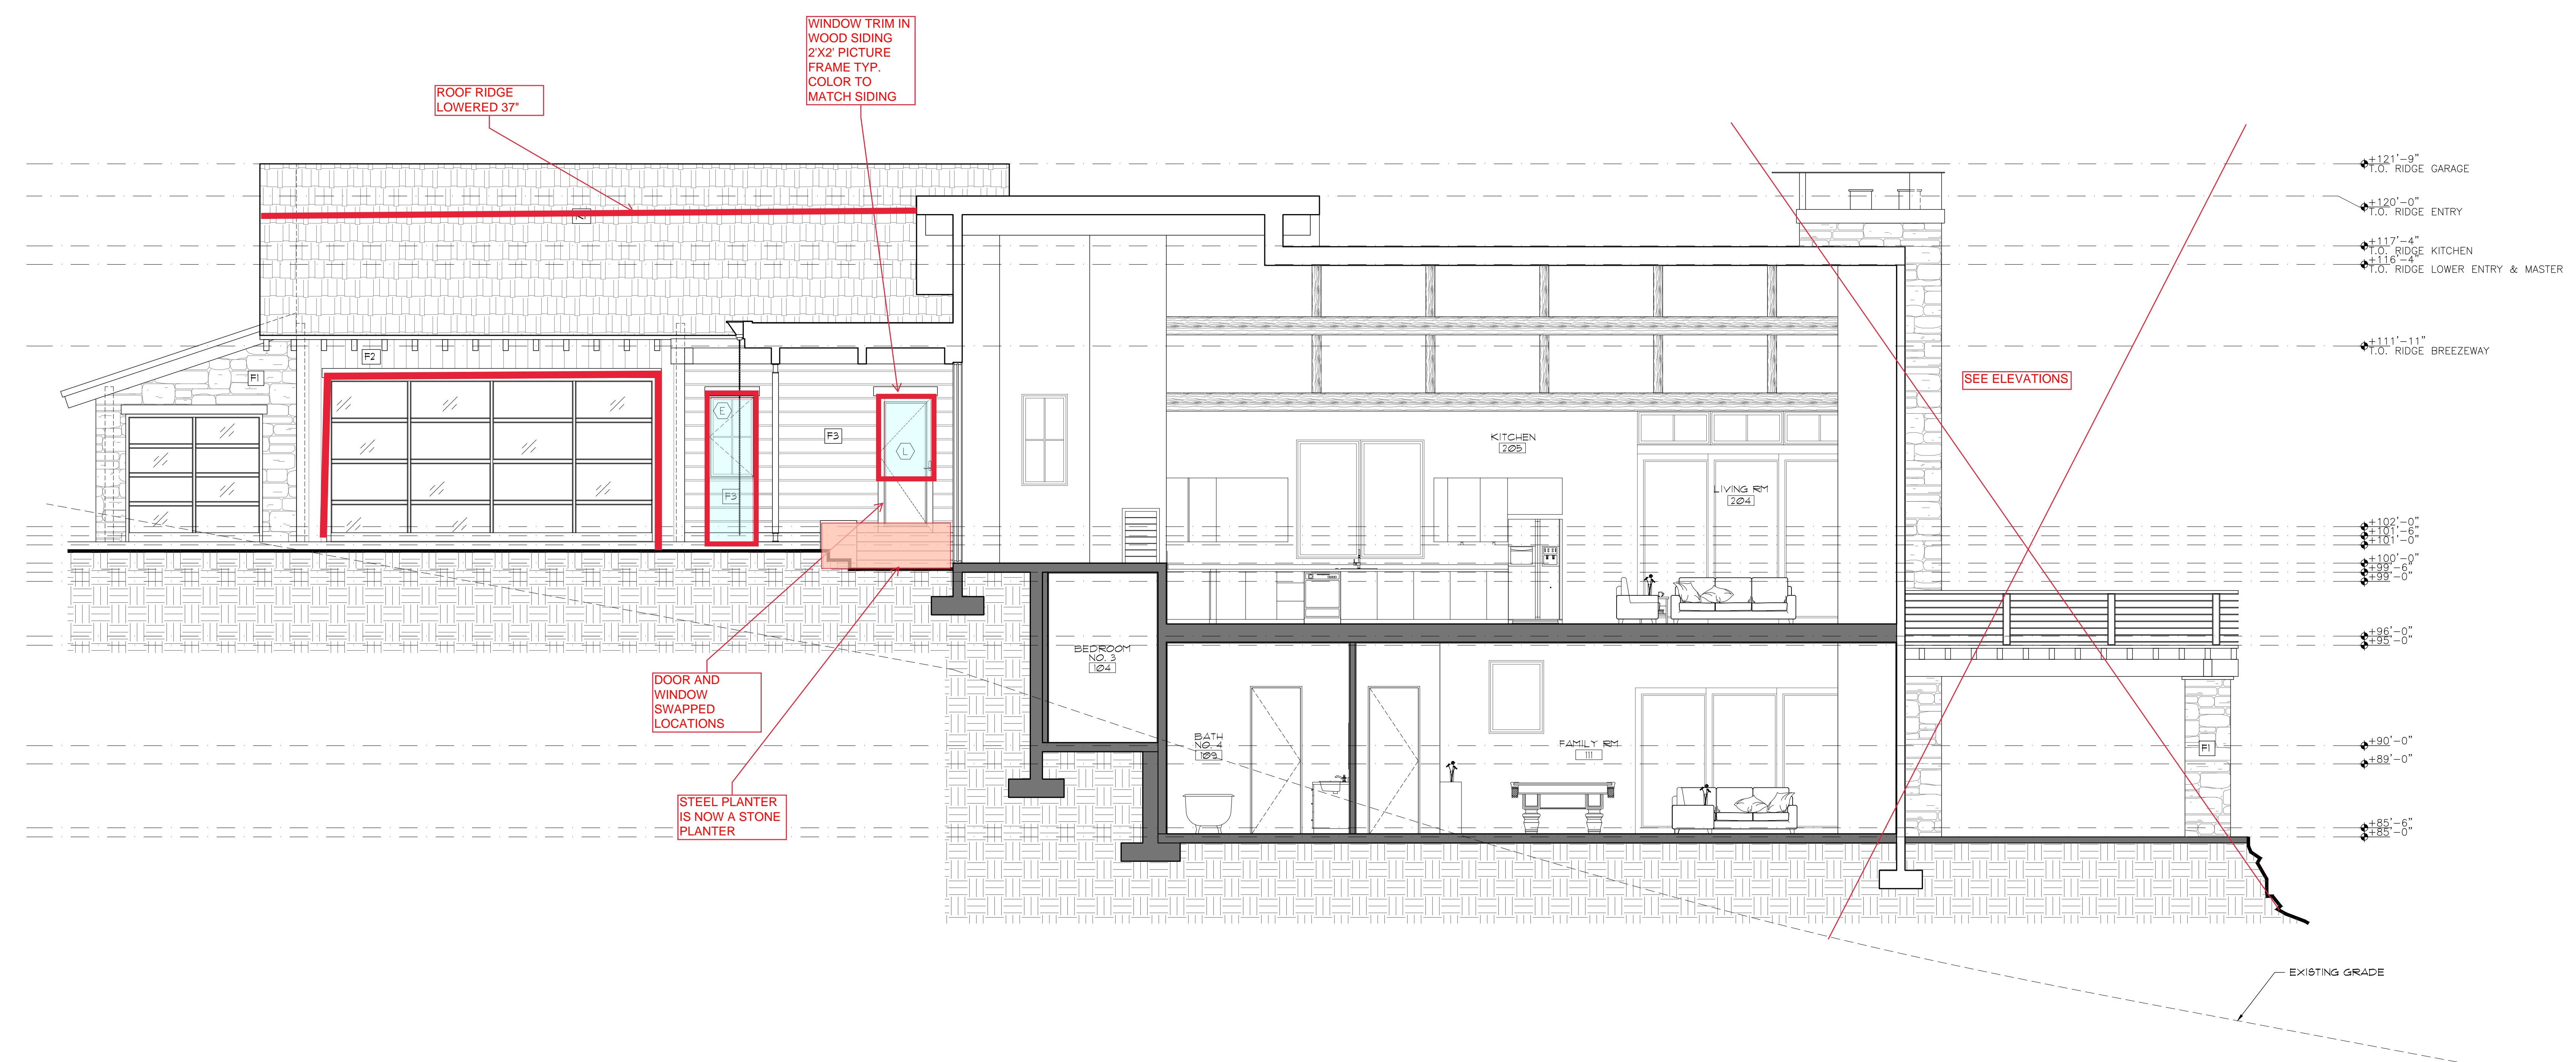 WINDOW TRIM IN
WOOD SIDING
2'X2' PICTURE
FRAME TYP.
COLOR TO
MATCH SIDING
ROOF RIDGE
LOWERED 37"
+121'-9"
T.O. RIDGE GARAGE
+120'-0"
T.O. RIDGE ENTRY
+117'-4"
T.O. RIDGE KITCHEN
+116'-4"
T.O. RIDGE LOWER ENTRY & MASTER
+111'-11"
T.O. RIDGE BREEZEWAY
F2
F1
SEE ELEVATIONS
E
F3
L
F3
KITCHEN
205
LIVING RM
204
+102'-0"
+101'-6"
+101'-0"
+100'-0"
+99'-6"
+99'-0"
+96'-0"
+95'-0"
BEDROOM
NO. 3
104
DOOR AND
WINDOW
SWAPPED
LOCATIONS
BATH
NO. 4
109
FAMILY RM
111
F1
+90'-0"
+89'-0"
STEEL PLANTER
IS NOW A STONE
PLANTER
+85'-6"
+85'-0"
EXISTING GRADE